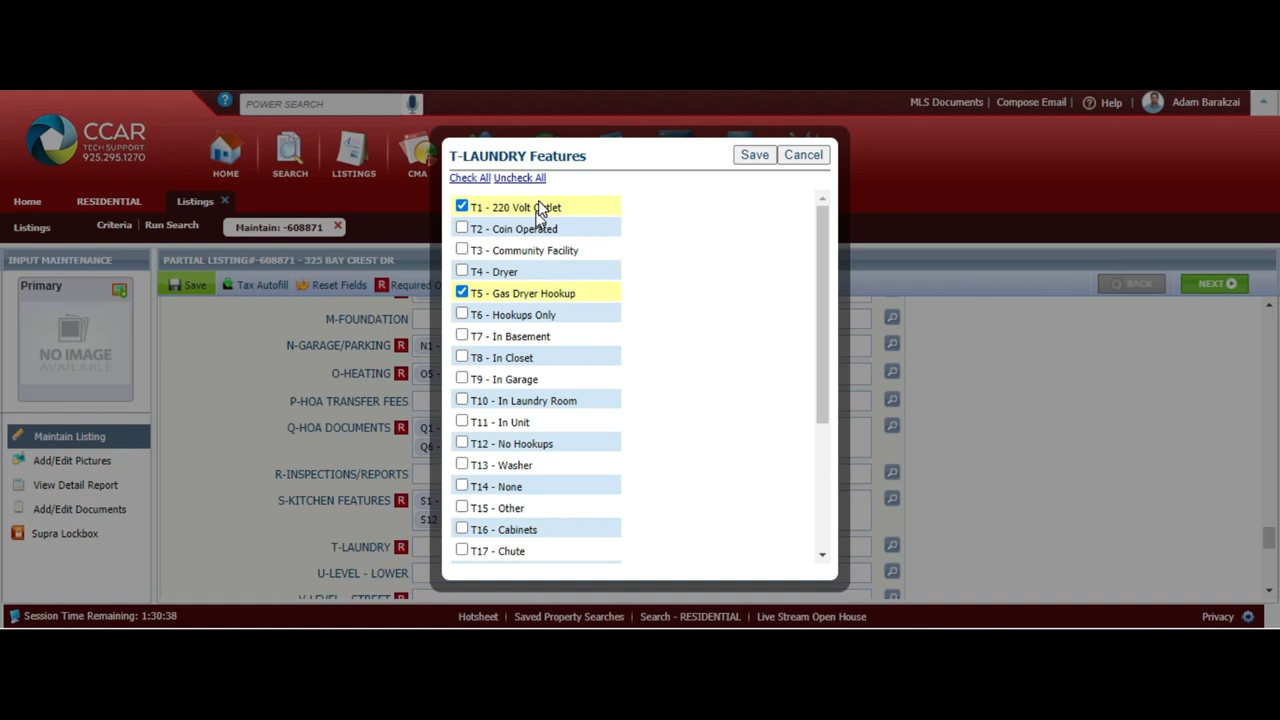 POWER SEARCH
MLS Documents | Compose Email | Help | Adam Barakzai
CCAR
TECH SUPPORT:
925.295.1270
HOME
SEARCH
LISTINGS
CMA
Home
RESIDENTIAL
Listings
Listings
Criteria | Run Search
Maintain: -608871
INPUT MAINTENANCE
Primary
NO IMAGE
AVAILABLE
Maintain Listing
Add/Edit Pictures
View Detail Report
Add/Edit Documents
Supra Lockbox
PARTIAL LISTING#-608871 - 325 BAY CREST DR
Save
Tax Autofill
Reset Fields
R Required
BACK
NEXT
M-FOUNDATION
N-GARAGE/PARKING R N1 -
O-HEATING R O5 -
P-HOA TRANSFER FEES
Q-HOA DOCUMENTS R Q1 -
Q6 -
R-INSPECTIONS/REPORTS
S-KITCHEN FEATURES R S1 -
S12 -
T-LAUNDRY R
U-LEVEL - LOWER
T-LAUNDRY Features
Save
Cancel
Check All Uncheck All
T1 - 220 Volt Outlet
T2 - Coin Operated
T3 - Community Facility
T4 - Dryer
T5 - Gas Dryer Hookup
T6 - Hookups Only
T7 - In Basement
T8 - In Closet
T9 - In Garage
T10 - In Laundry Room
T11 - In Unit
T12 - No Hookups
T13 - Washer
T14 - None
T15 - Other
T16 - Cabinets
T17 - Chute
Session Time Remaining: 1:30:38
Hotsheet | Saved Property Searches | Search - RESIDENTIAL | Live Stream Open House
Privacy